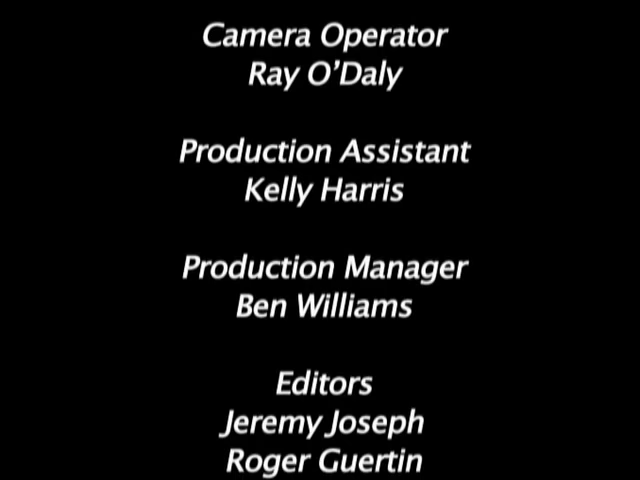 Camera Operator
Ray O'Daly
Production Assistant
Kelly Harris
Production Manager
Ben Williams
Editors
Jeremy Joseph
Roger Guertin